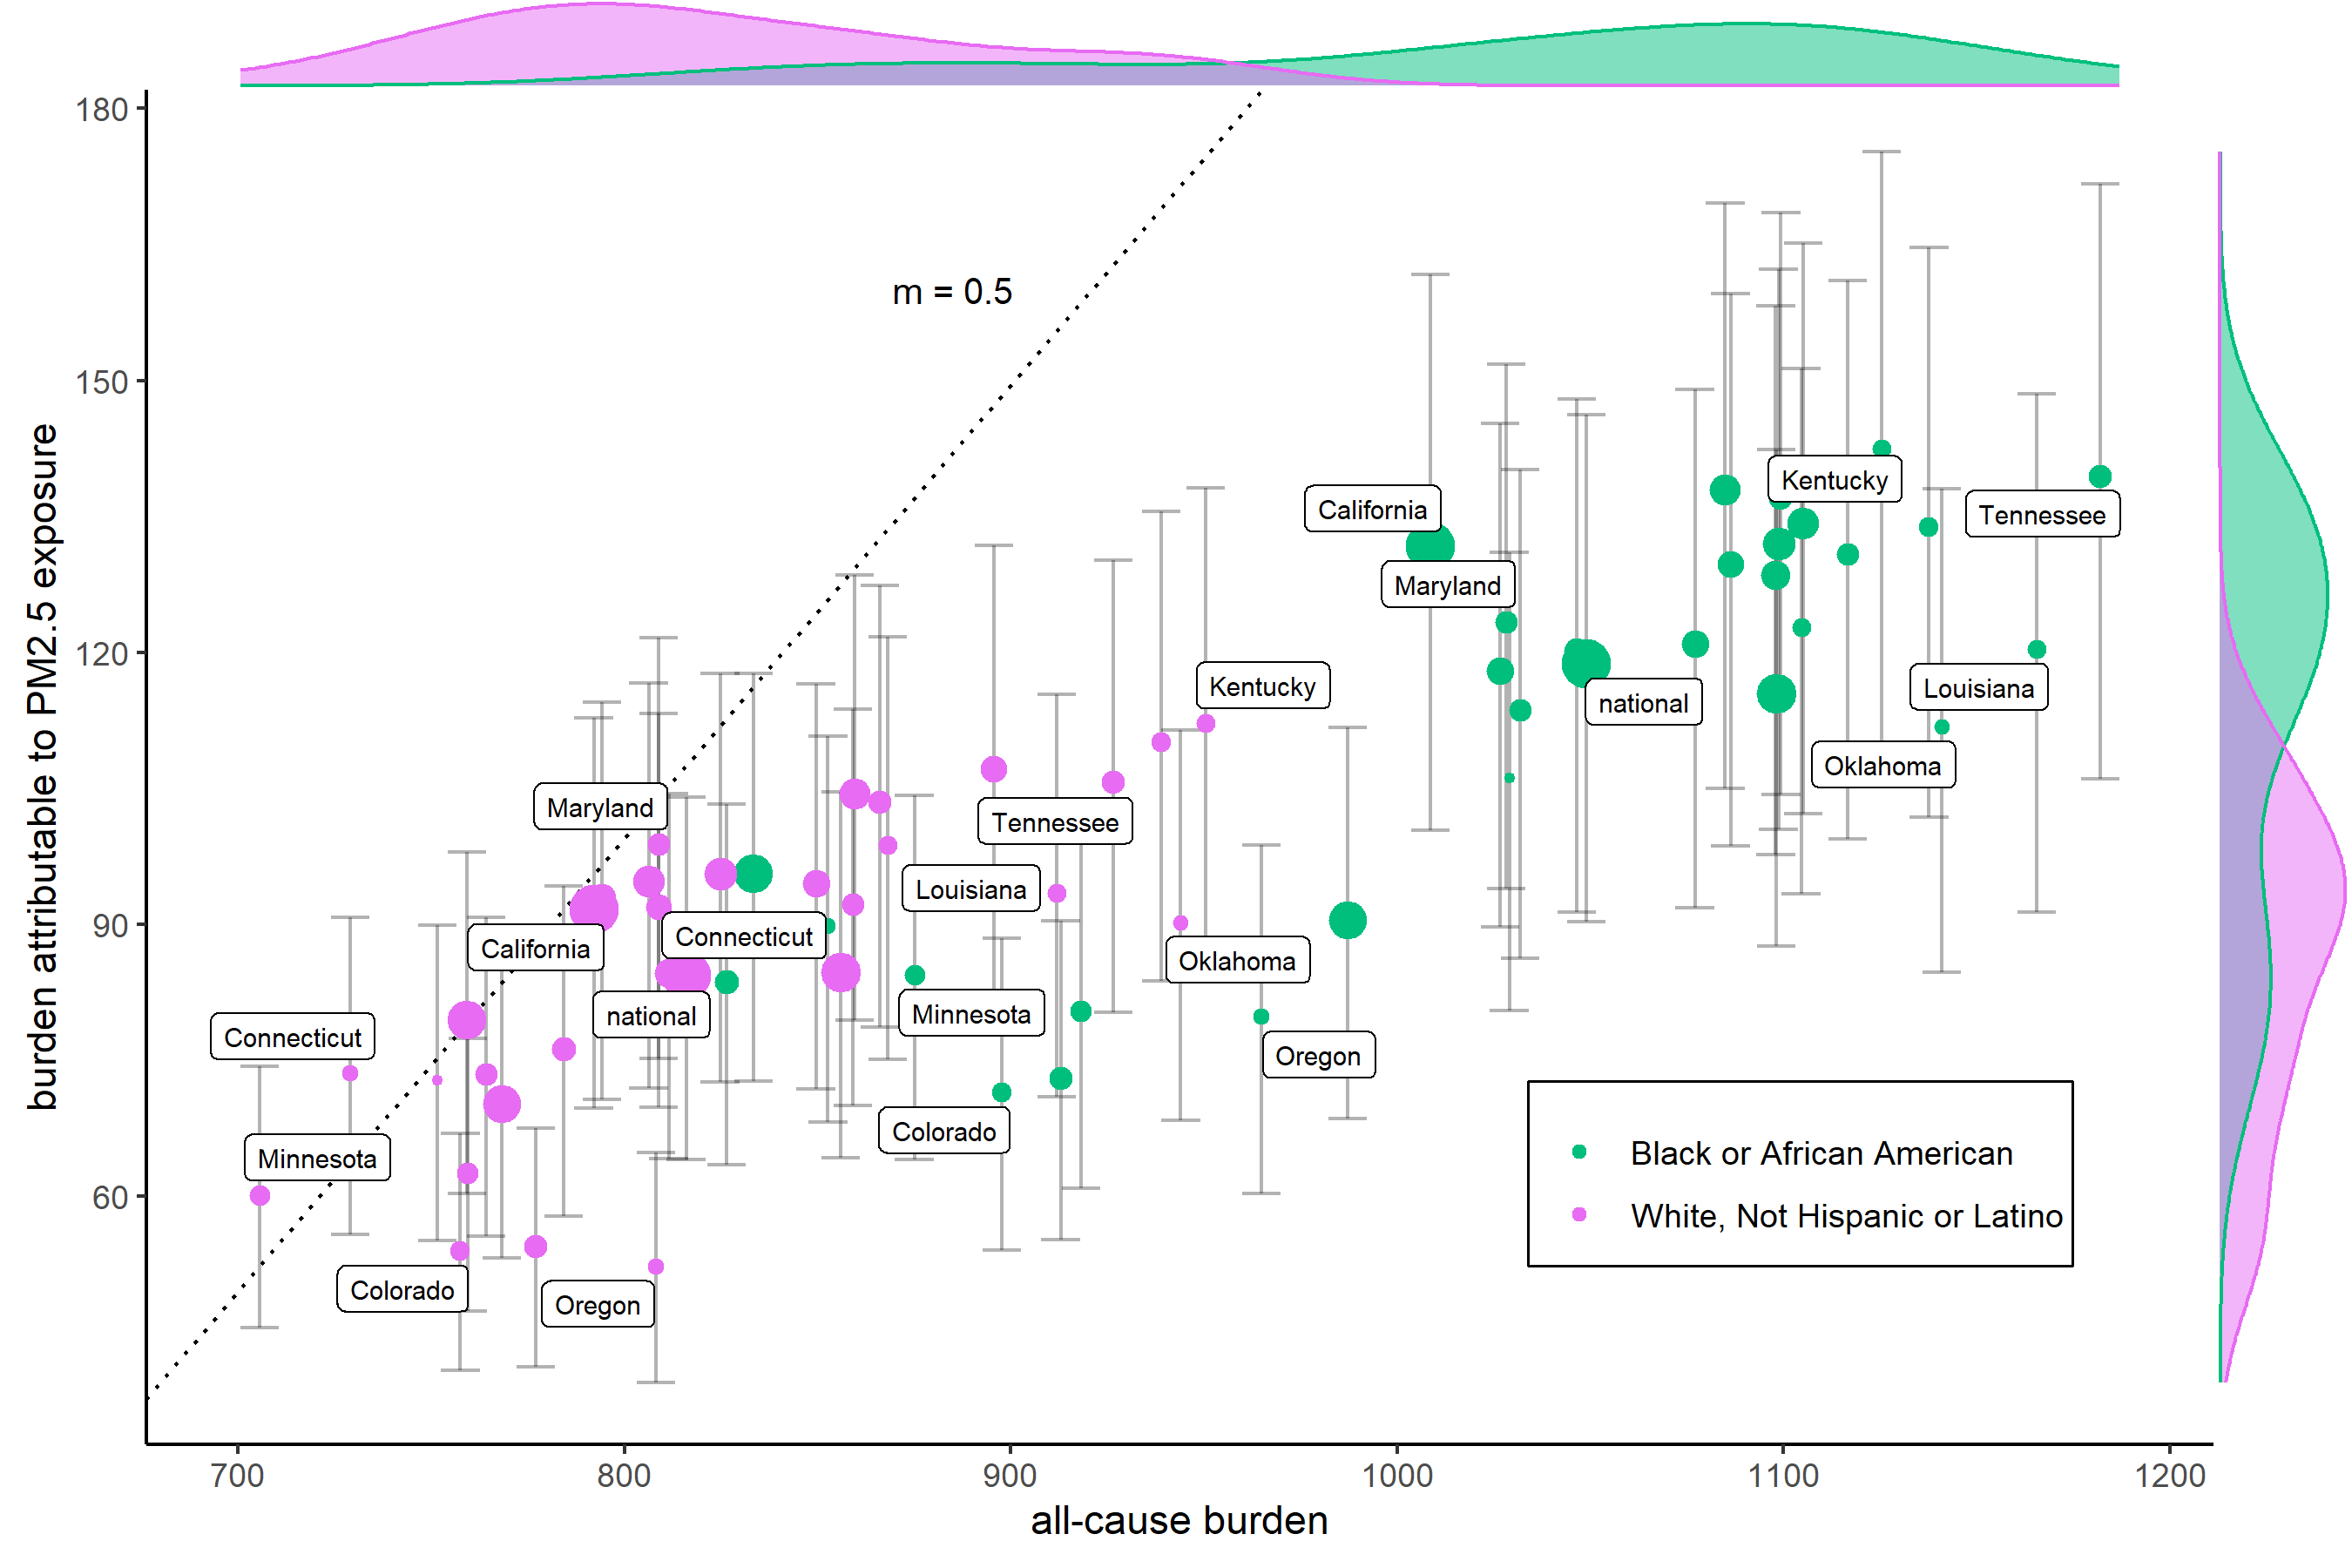 180
m = 0.5
150
burden attributable to PM2.5 exposure
Kentucky
California
Tennessee
Maryland
120
Kentucky
Louisiana
national
Oklahoma
Maryland
Tennessee
Louisiana
90
Connecticut
California
Oklahoma
Minnesota
national
Connecticut
Oregon
Colorado
Black or African American
Minnesota
60
White, Not Hispanic or Latino
Colorado
Oregon
700 800 900 1000 1100 1200
all-cause burden